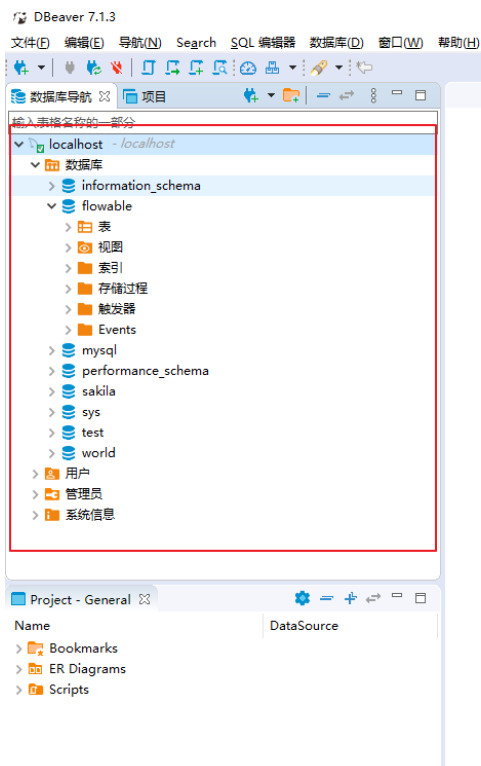 DBeaver 7.1.3
文件(F) 编辑(E) 导航(N) Search SQL 编辑器 数据库(D) 窗口(W) 帮助(H)
数据库导航 项目
输入表格名称的一部分
localhost - localhost
数据库
information_schema
flowable
表
视图
索引
存储过程
触发器
Events
mysql
performance_schema
sakila
sys
test
world
用户
管理员
系统信息
Project - General
Name DataSource
Bookmarks
ER Diagrams
Scripts